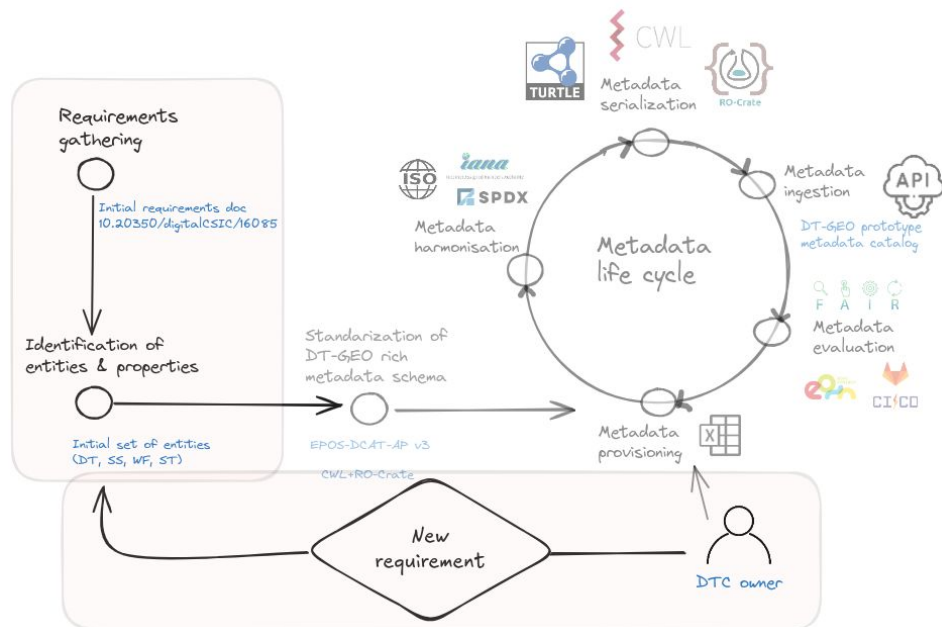 Requirements
gathering
Initial requirements doc
10.20350/digitalCSIC/16085
Identification of
entities & properties
Initial set of entities
(DT, SS, WF, ST)
Standarization of
DT-GEO rich
metadata schema
EPOS-DCAT-AP v3
CWL+RO-Crate
Metadata
life cycle
TURTLE
CWL
RO-Crate
Metadata
serialization
Metadata
ingestion
API
DT-GEO prototype
metadata catalog
F A I R
Metadata
evaluation
CI/CD
Metadata
provisioning
X
ISO
iana
SPDX
Metadata
harmonisation
New
requirement
DTC owner